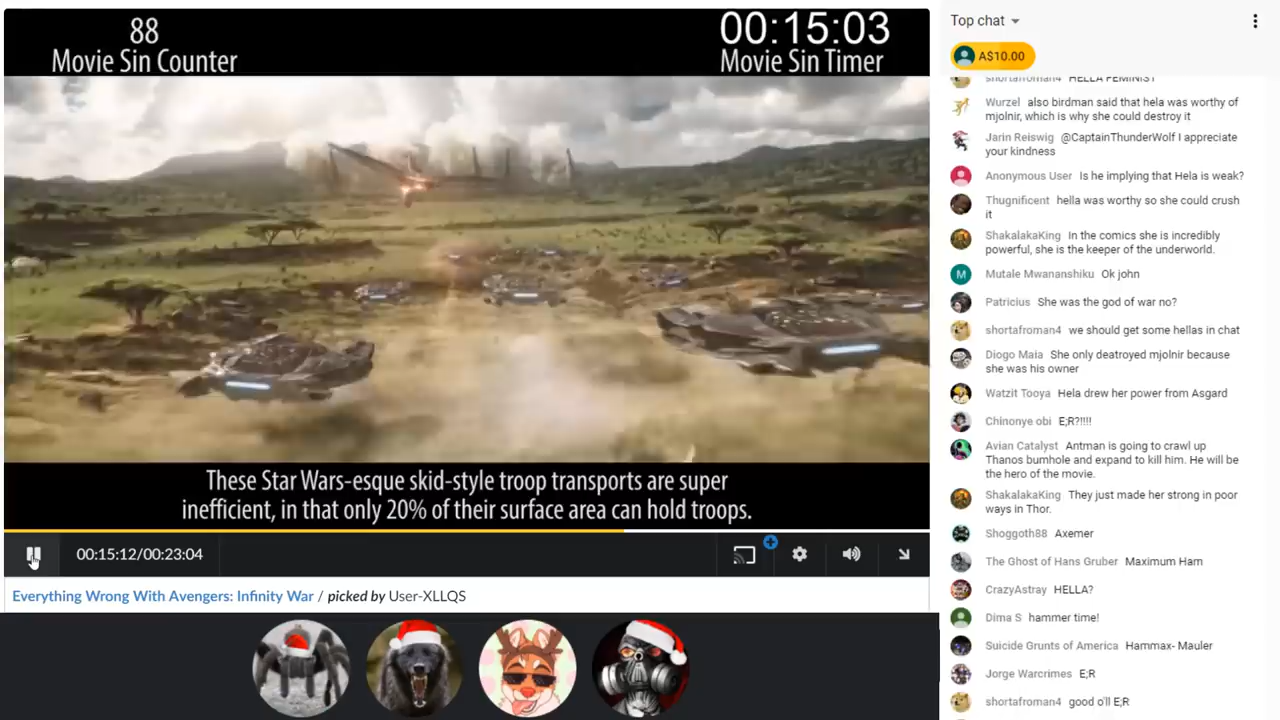 88
Movie Sin Counter
00:15:03
Movie Sin Timer
These Star Wars-esque skid-style troop transports are super
inefficient, in that only 20% of their surface area can hold troops.
00:15:12/00:23:04
Everything Wrong With Avengers: Infinity War / picked by User-XLLQS
Top chat
A$10.00
shortafroman4 HELLA FEMINIST
Wurzel also birdman said that hela was worthy of
mjolnir, which is why she could destroy it
Jarin Reiswig @CaptainThunderWolf I appreciate
your kindness
Anonymous User Is he implying that Hela is weak?
Thugnificent hella was worthy so she could crush
it
ShakalakaKing In the comics she is incredibly
powerful, she is the keeper of the underworld.
M Mutale Mwananshiku Ok john
Patricius She was the god of war no?
shortafroman4 we should get some hellas in chat
Diogo Maia She only deatroyed mjolnir because
she was his owner
Watzit Tooya Hela drew her power from Asgard
Chinonye obi E;R?!!!!
Avian Catalyst Antman is going to crawl up
Thanos bumhole and expand to kill him. He will be
the hero of the movie.
ShakalakaKing They just made her strong in poor
ways in Thor.
Shoggoth88 Axemer
The Ghost of Hans Gruber Maximum Ham
CrazyAstray HELLA?
Dima S hammer time!
Suicide Grunts of America Hammax- Mauler
Jorge Warcrimes E;R
shortafroman4 good o'll E;R